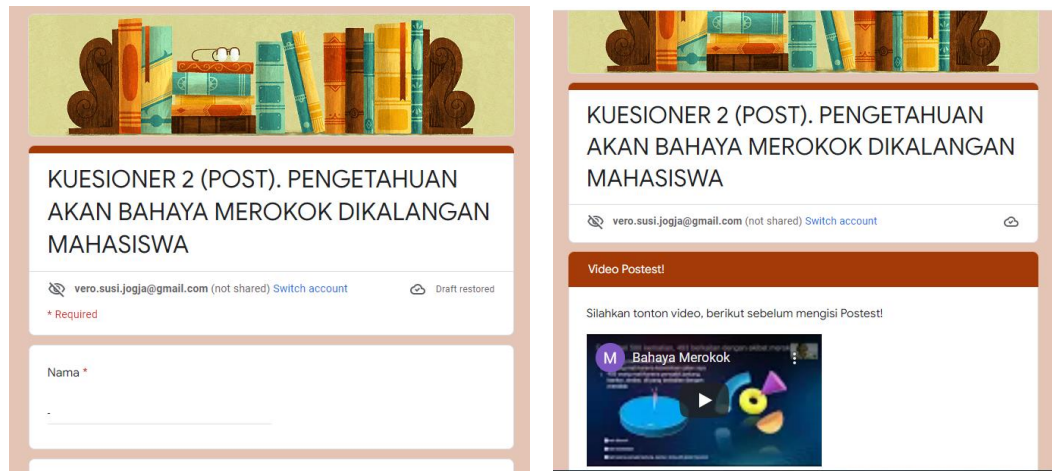 KUESIONER 2 (POST). PENGETAHUAN
AKAN BAHAYA MEROKOK DIKALANGAN
MAHASISWA
vero.susi.jogja@gmail.com (not shared) Switch account
Draft restored
* Required
Nama *
-
KUESIONER 2 (POST). PENGETAHUAN
AKAN BAHAYA MEROKOK DIKALANGAN
MAHASISWA
vero.susi.jogja@gmail.com (not shared) Switch account
Video Postest!
Silahkan tonton video, berikut sebelum mengisi Postest!
M Bahaya Merokok